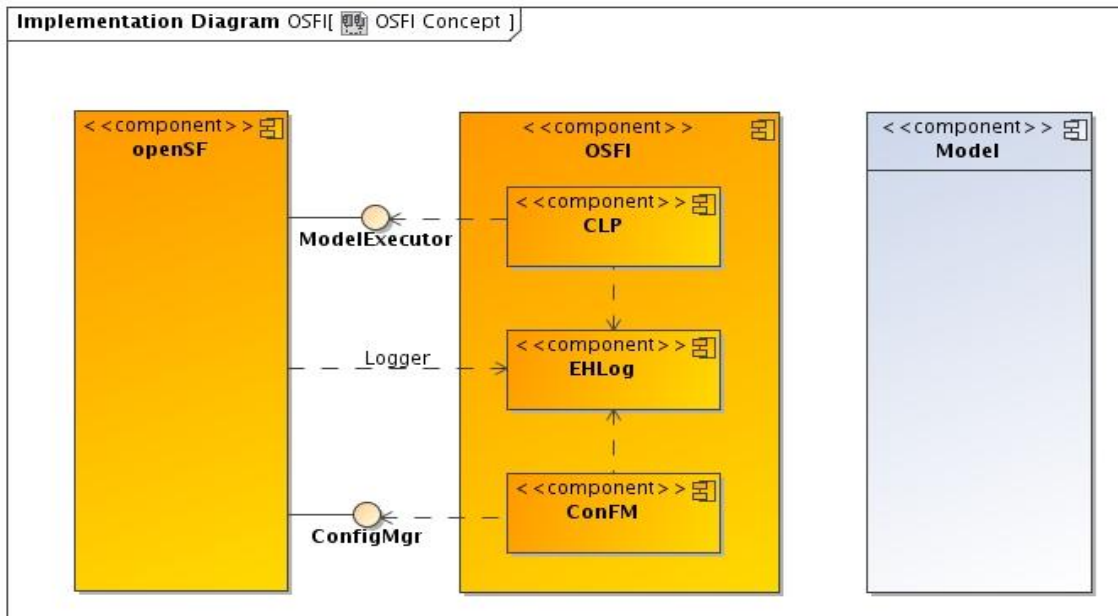 Implementation Diagram OSFI[ OSFI Concept ]
< <component> >
openSF
< <component> >
OSFI
< <component> >
Model
< <component> >
CLP
ModelExecutor
< <component> >
EHLog
Logger
< <component> >
ConFM
ConfigMgr